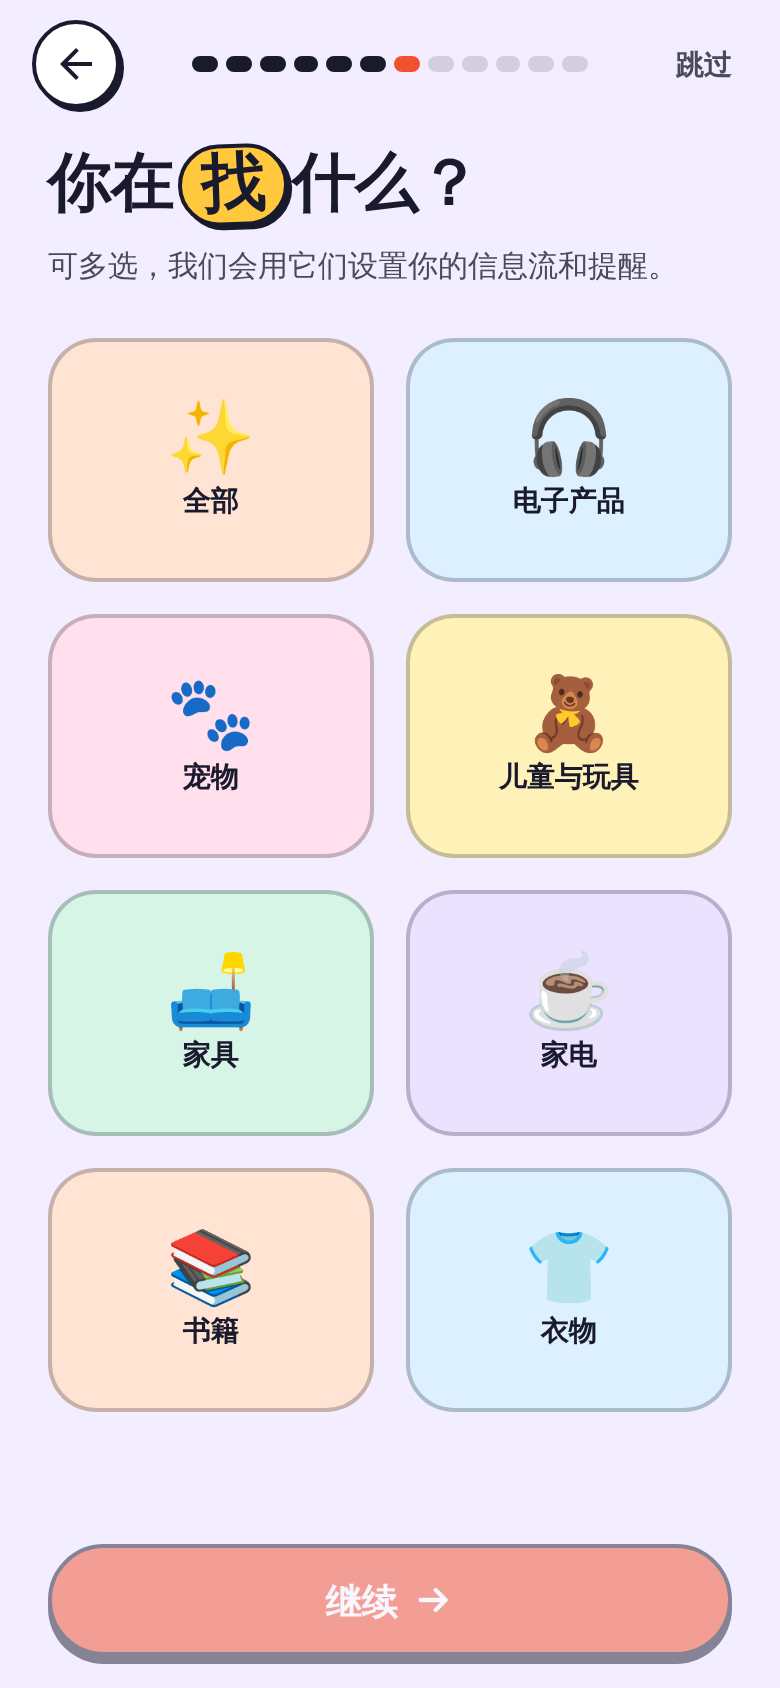 跳过
你在找什么？
可多选，我们会用它们设置你的信息流和提醒。
全部
电子产品
宠物
儿童与玩具
家具
家电
书籍
衣物
继续